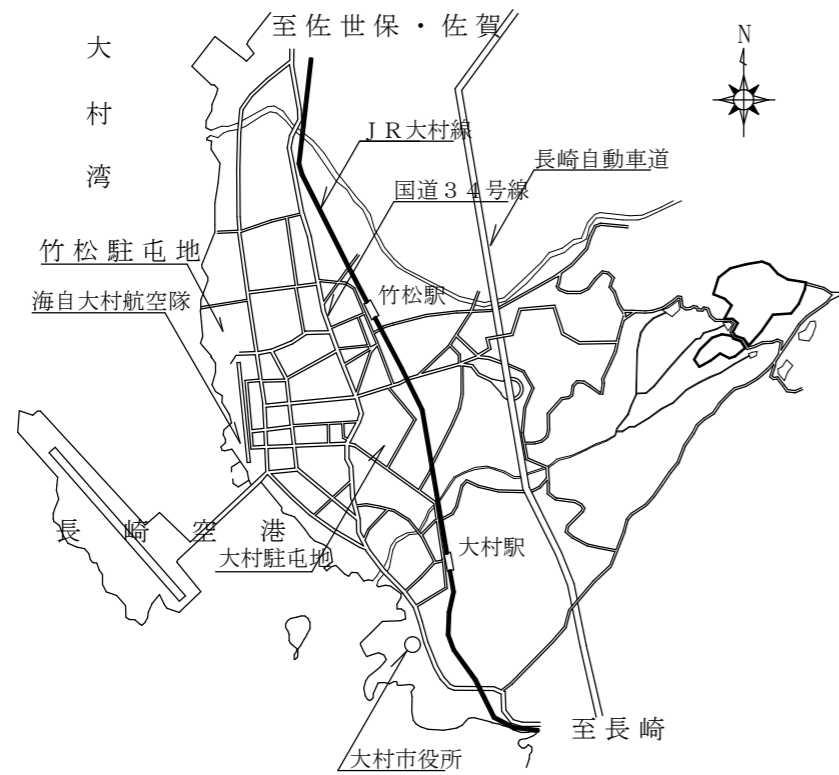 至佐世保・佐賀
大村湾
N
ＪＲ大村線
長崎自動車道
国道３４号線
竹松駐屯地
竹松駅
海自大村航空隊
長崎空港
大村駅
大村駐屯地
至長崎
大村市役所